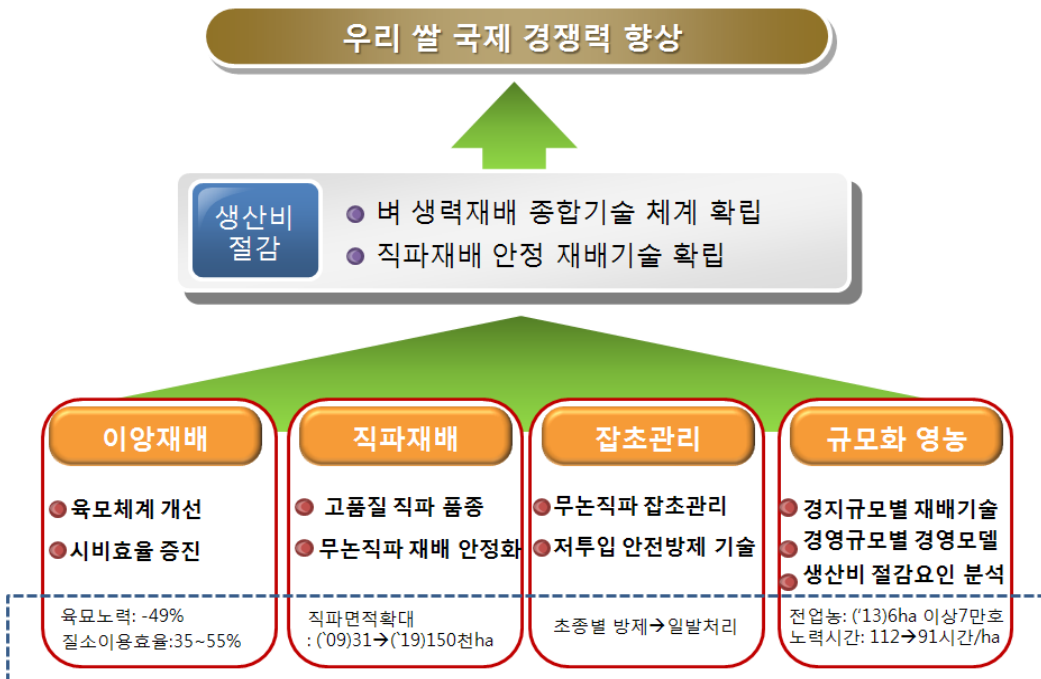 우리 쌀 국제 경쟁력 향상
생산비
절감
벼 생력재배 종합기술 체계 확립
직파재배 안정 재배기술 확립
이앙재배
육모체계 개선
시비효율 증진
육묘노력: -49%
질소이용효율:35~55%
직파재배
고품질 직파 품종
무논직파 재배 안정화
직파면적확대
: (`09)31→(`19)150천ha
잡초관리
무논직파 잡초관리
저투입 안전방제 기술
초종별 방제→일발처리
규모화 영농
경지규모별 재배기술
경영규모별 경영모델
생산비 절감요인 분석
전업농: (‘13)6ha 이상7만호
노력시간: 112→91시간/ha